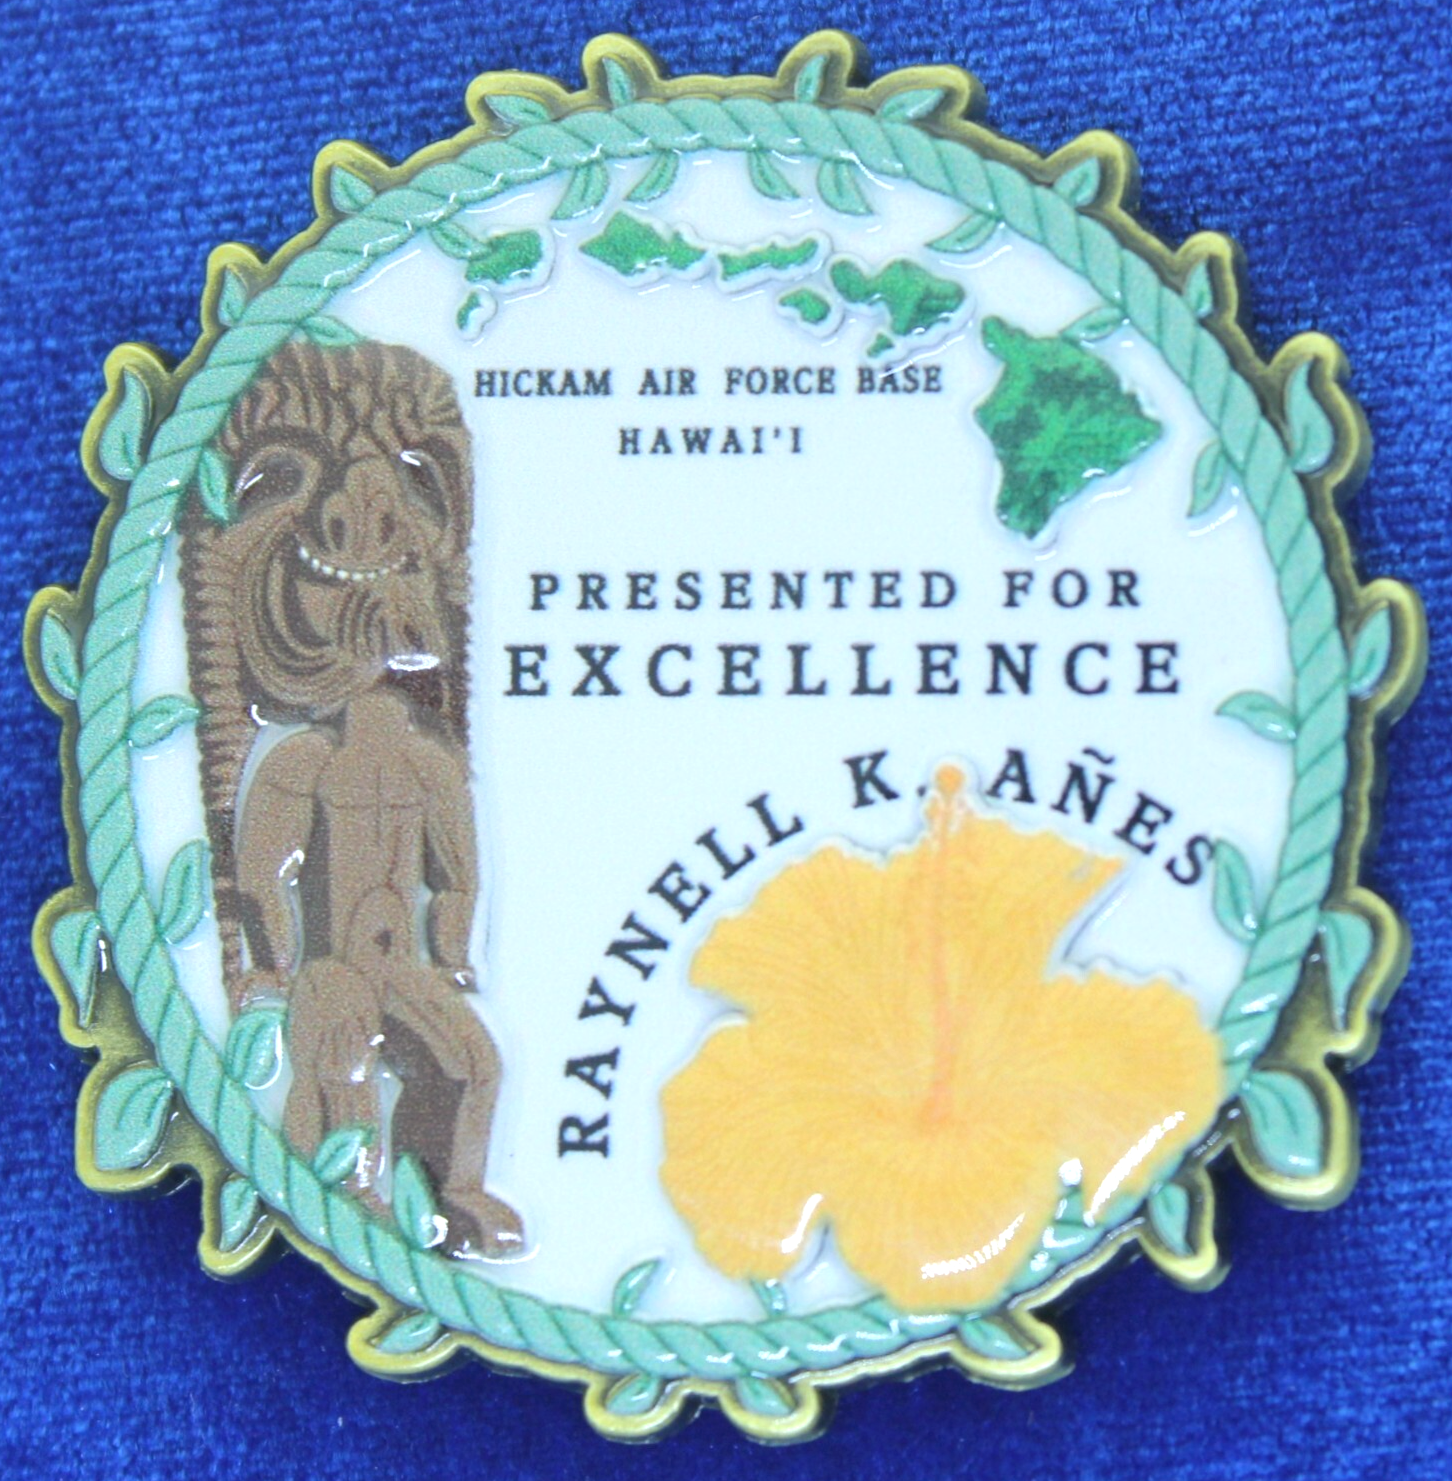 HICKAM AIR FORCE BASE
HAWAI'I
PRESENTED FOR
EXCELLENCE
RAYNELL K. AÑES